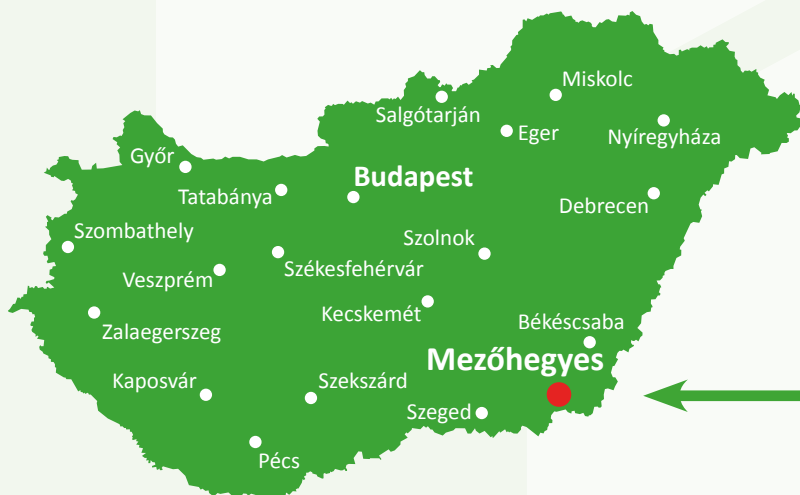 Miskolc
Salgótarján
Eger
Nyíregyháza
Győr
Budapest
Tatabánya
Debrecen
Szombathely
Szolnok
Veszprém
Székesfehérvár
Kecskemét
Békéscsaba
Zalaegerszeg
Mezőhegyes
Kaposvár
Szekszárd
Szeged
Pécs